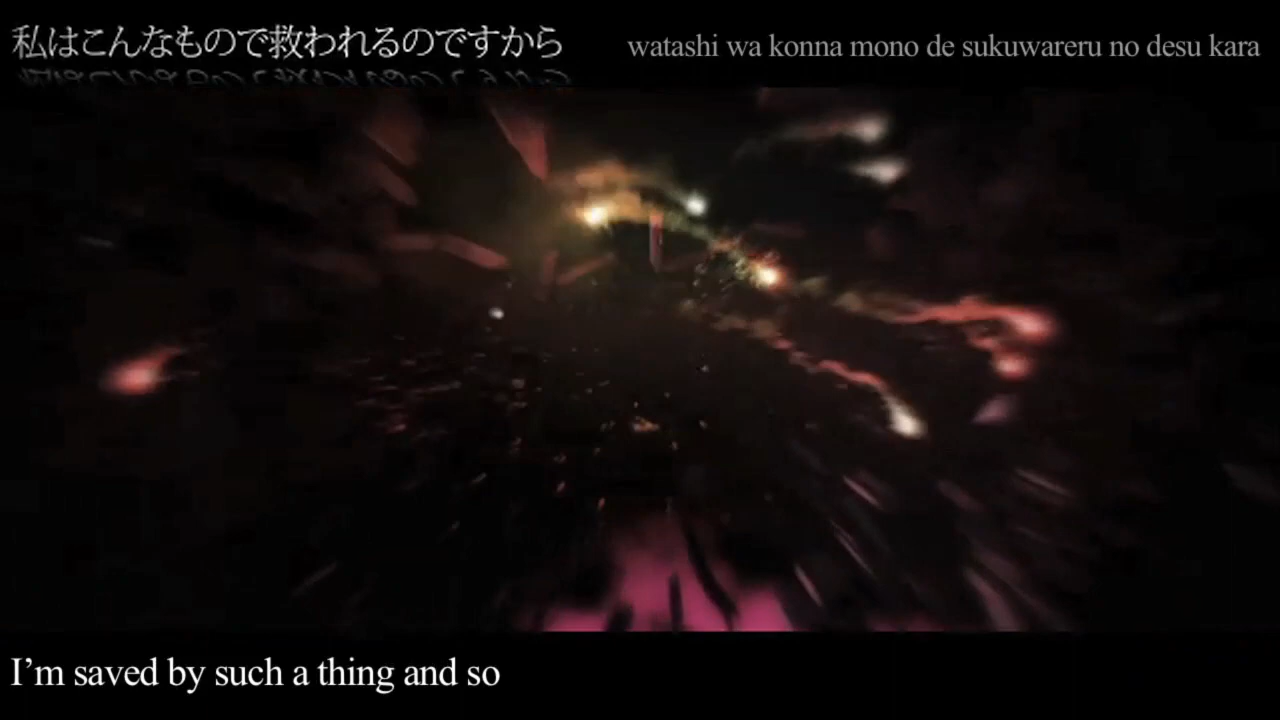 私はこんなもので救われるのですから
watashi wa konna mono de sukuwareru no desu kara
I'm saved by such a thing and so